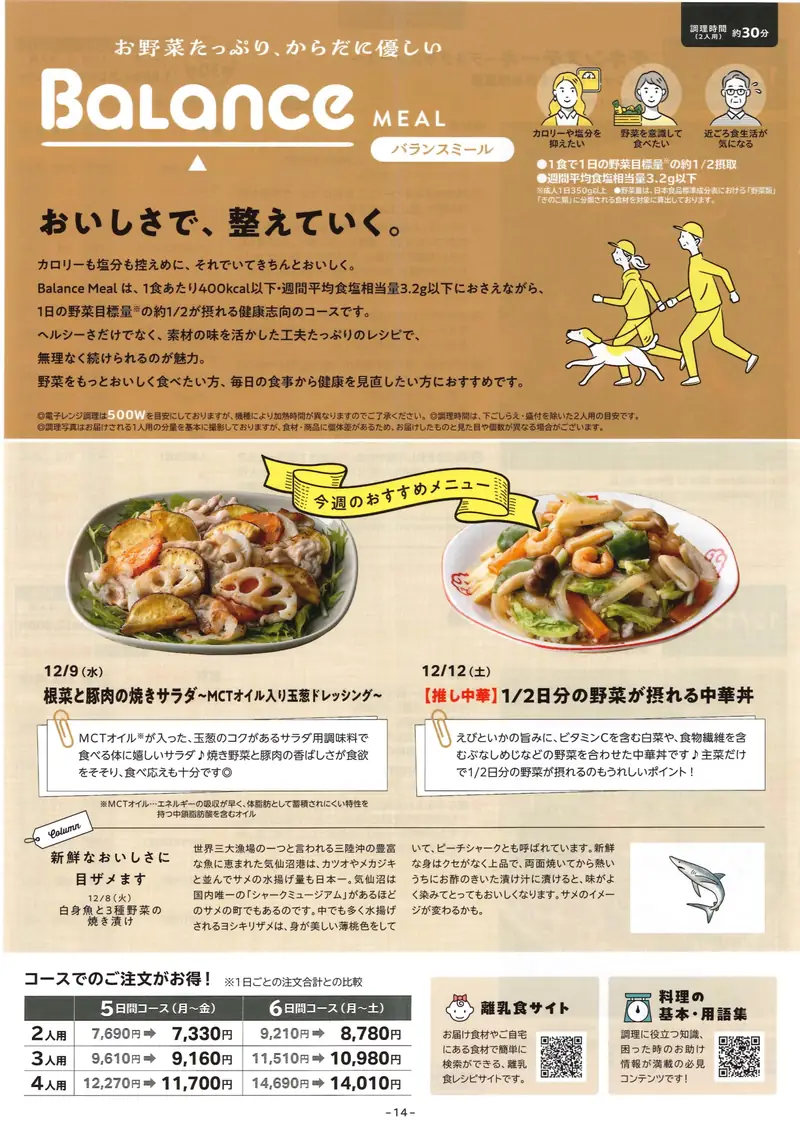 調理時間
(2人用)
約30分
お野菜たっぷり、からだに優しい
BaLance MEAL
バランスミール
カロリーや塩分を
抑えたい
野菜を意識して
食べたい
近ごろ食生活が
気になる
●1食で1日の野菜目標量※の約1/2摂取
●週間平均食塩相当量3.2g以下
※成人1日350g以上 ●野菜量は、日本食品標準成分表における「野菜類」
「きのこ類」に分類される食材を対象に算出しております。
おいしさで、整えていく。
カロリーも塩分も控えめに、それでいてきちんとおいしく。
Balance Meal は、1食あたり400kcal以下・週間平均食塩相当量3.2g以下におさえながら、
1日の野菜目標量※の約1/2が摂れる健康志向のコースです。
ヘルシーさだけでなく、素材の味を活かした工夫たっぷりのレシピで、
無理なく続けられるのが魅力。
野菜をもっとおいしく食べたい方、毎日の食事から健康を見直したい方におすすめです。
◎電子レンジ調理は500Wを目安にしておりますが、機種により加熱時間が異なりますのでご了承ください。 ◎調理時間は、下ごしらえ・盛付を除いた2人用の目安です。
◎調理写真はお届けされる1人用の分量を基本に撮影しておりますが、食材・商品に個体差があるため、お届けしたものと見た目や個数が異なる場合がございます。
今週のおすすめメニュー
12/9(水)
根菜と豚肉の焼きサラダ~MCTオイル入り玉葱ドレッシング~
MCTオイル※が入った、玉葱のコクがあるサラダ用調味料で
食べる体に嬉しいサラダ♪焼き野菜と豚肉の香ばしさが食欲
をそそり、食べ応えも十分です◎
※MCTオイル…エネルギーの吸収が早く、体脂肪として蓄積されにくい特性を
持つ中鎖脂肪酸を含むオイル
12/12(土)
【推し中華】1/2日分の野菜が摂れる中華丼
えびといかの旨みに、ビタミンCを含む白菜や、食物繊維を含
むぶなしめじなどの野菜を合わせた中華丼です♪主菜だけ
で1/2日分の野菜が摂れるのもうれしいポイント!
Column
新鮮なおいしさに
目ザメます
12/8(火)
白身魚と3種野菜の
焼き漬け
世界三大漁場の一つと言われる三陸沖の豊富
な魚に恵まれた気仙沼港は、カツオやメカジキ
と並んでサメの水揚げ量も日本一。気仙沼は
国内唯一の「シャークミュージアム」があるほど
のサメの町でもあるのです。中でも多く水揚げ
されるヨシキリザメは、身が美しい薄桃色をして
いて、ピーチシャークとも呼ばれています。新鮮
な身はクセがなく上品で、両面焼いてから熱い
うちにお酢のきいた漬け汁に漬けると、味がよ
く染みてとってもおいしくなります。サメのイメー
ジが変わるかも。
コースでのご注文がお得! ※1日ごとの注文合計との比較
5日間コース(月~金) 6日間コース(月~土)
2人用 7,690円➡7,330円 9,210円➡8,780円
3人用 9,610円➡9,160円 11,510円➡10,980円
4人用 12,270円➡11,700円 14,690円➡14,010円
離乳食サイト
お届け食材やご自宅
にある食材で簡単に
検索ができる、離乳
食レシピサイトです。
料理の
基本・用語集
調理に役立つ知識、
困った時のお助け
情報が満載の必見
コンテンツです!
-14-